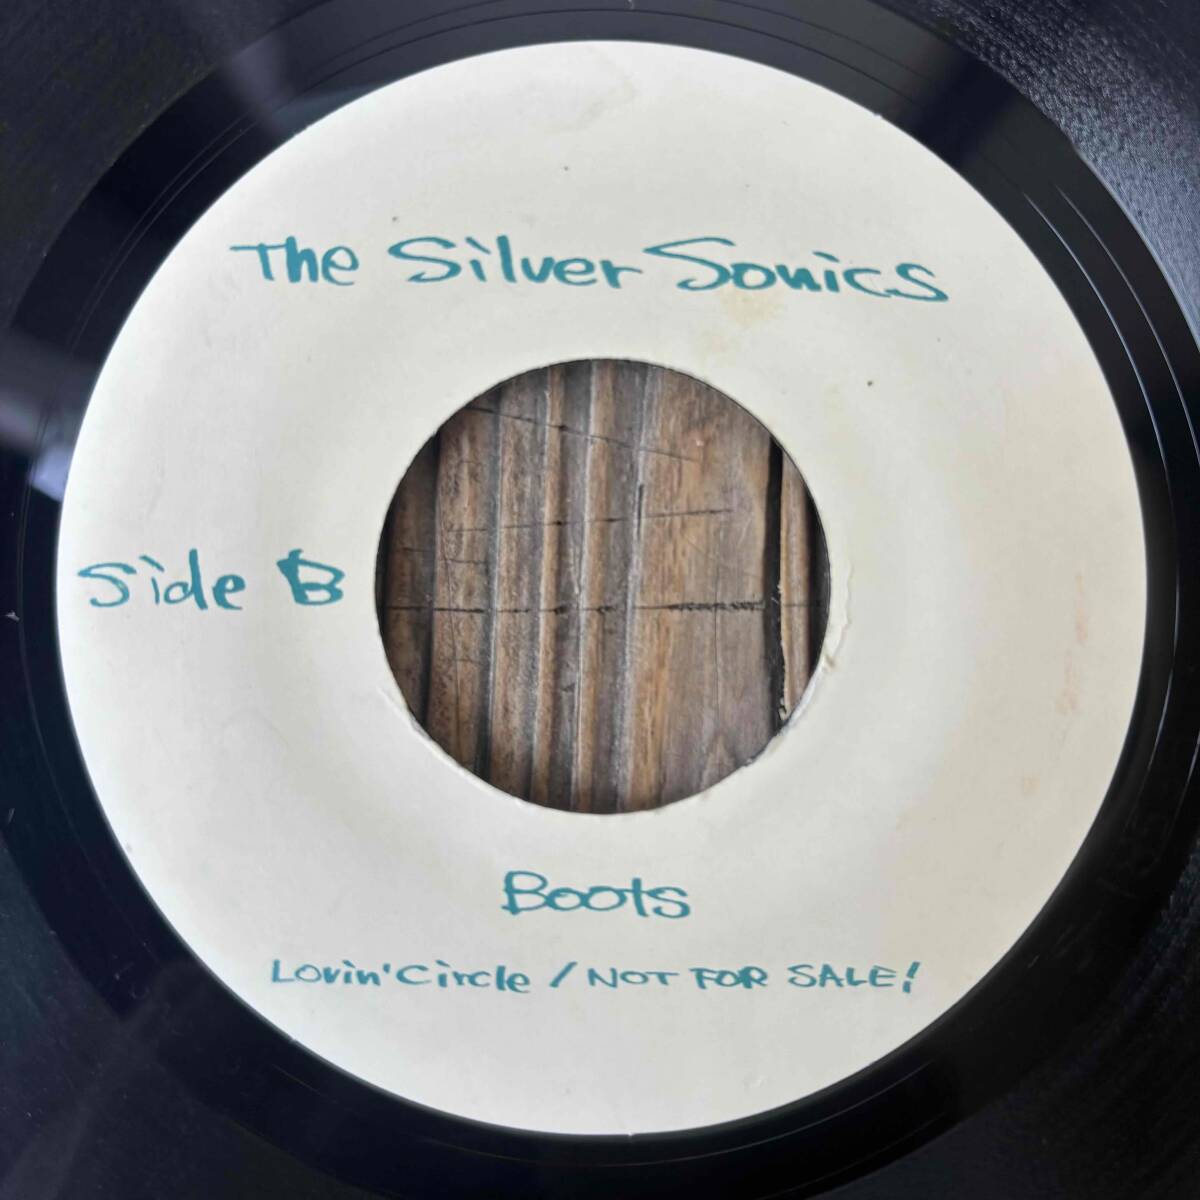 The Silver Sonics
Side B
Boots
Lovin' Circle / NOT FOR SALE!